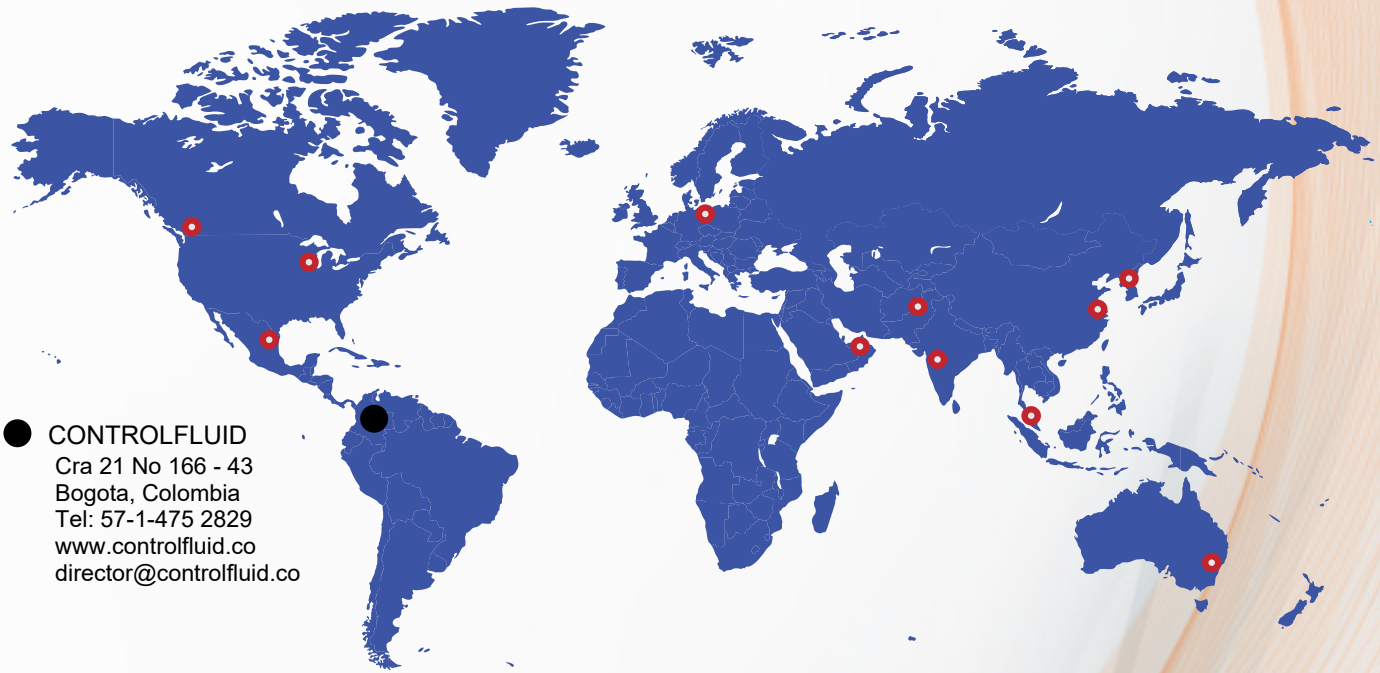 CONTROLFLUID
Cra 21 No 166 - 43
Bogota, Colombia
Tel: 57-1-475 2829
www.controlfluid.co
director@controlfluid.co